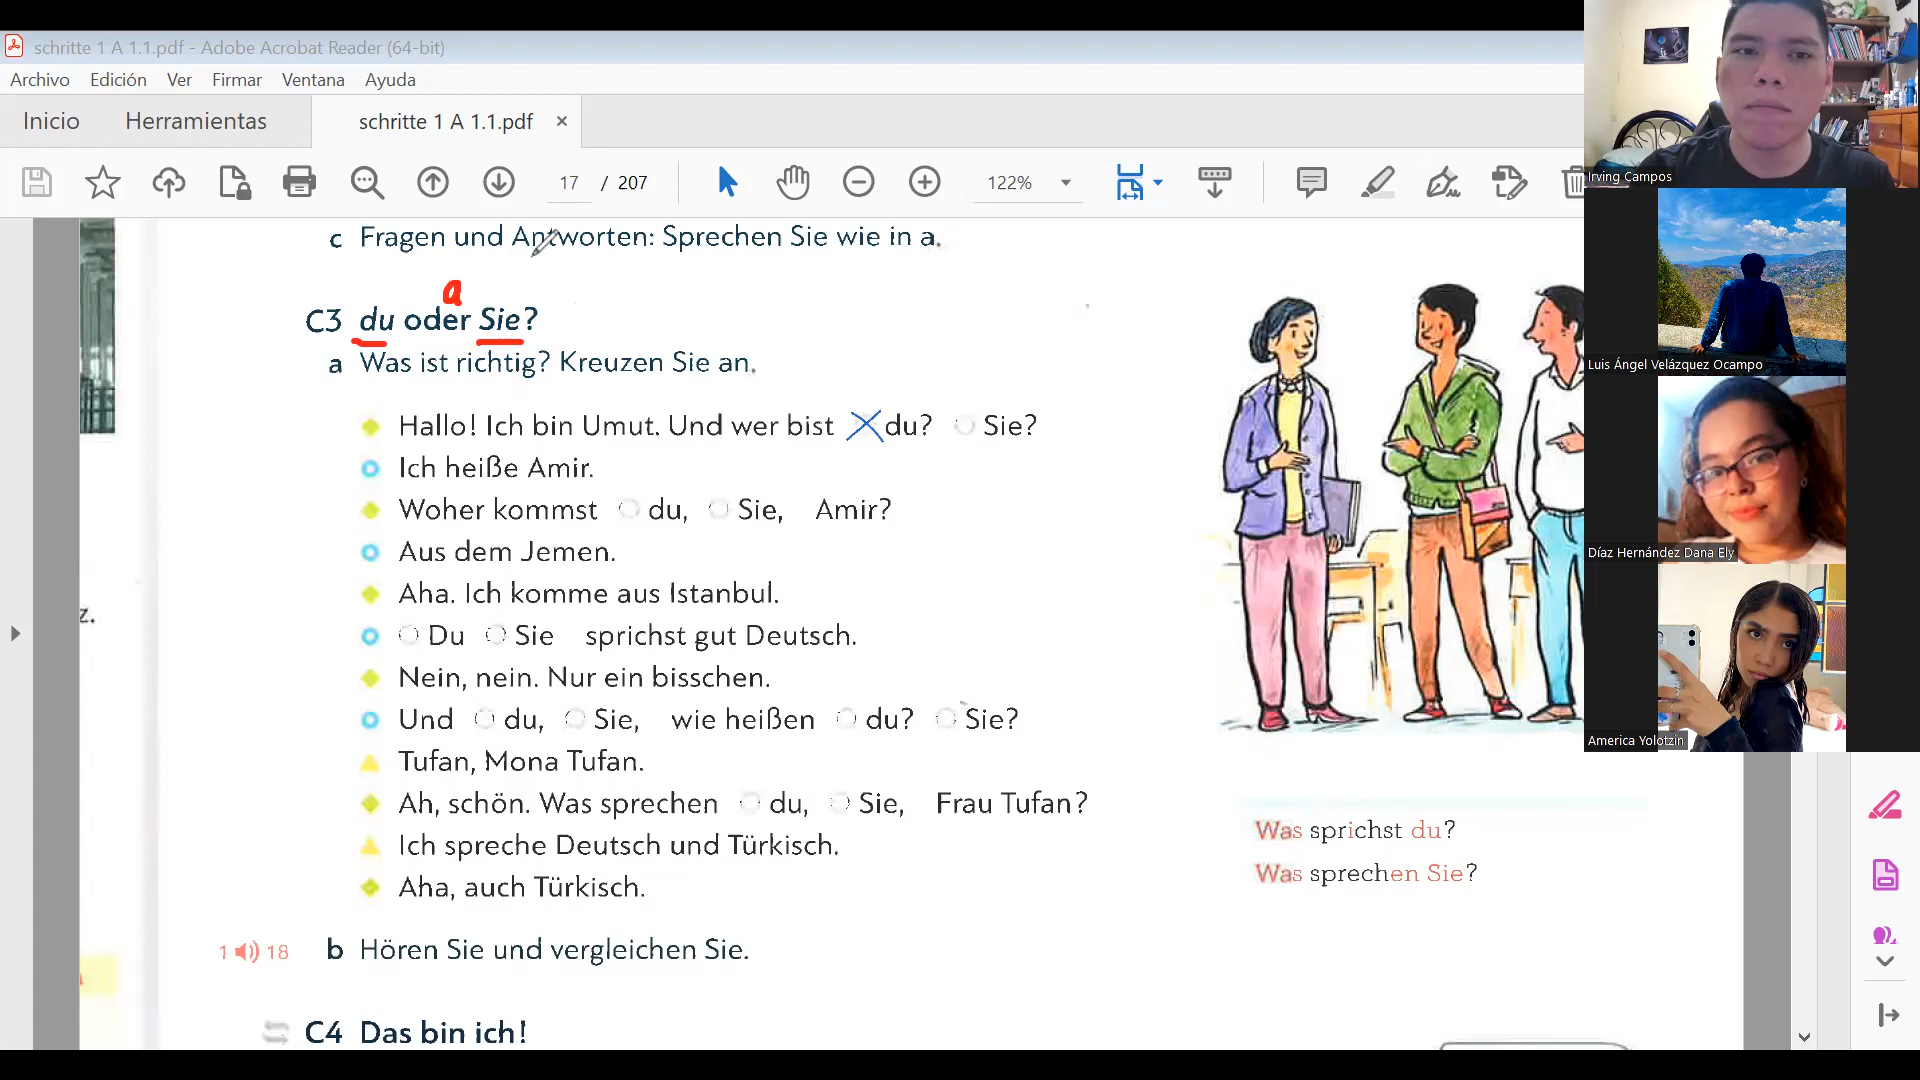 schritte 1 A 1.1.pdf - Adobe Acrobat Reader (64-bit)
Archivo Edición Ver Firmar Ventana Ayuda
Inicio Herramientas schritte 1 A 1.1.pdf ×
17 / 207 122%
c Fragen und Antworten: Sprechen Sie wie in a.
a
C3 du oder Sie?
a Was ist richtig? Kreuzen Sie an.
Hallo! Ich bin Umut. Und wer bist du? Sie?
Ich heiße Amir.
Woher kommst du, Sie, Amir?
Aus dem Jemen.
Aha. Ich komme aus Istanbul.
Du Sie sprichst gut Deutsch.
Nein, nein. Nur ein bisschen.
Und du, Sie, wie heißen du? Sie?
Tufan, Mona Tufan.
Ah, schön. Was sprechen du, Sie, Frau Tufan?
Ich spreche Deutsch und Türkisch.
Aha, auch Türkisch.
Was sprichst du?
Was sprechen Sie?
1 18 b Hören Sie und vergleichen Sie.
C4 Das bin ich!
z.
Irving Campos
Luis Ángel Velázquez Ocampo
Díaz Hernández Dana Ely
America Yolotzin